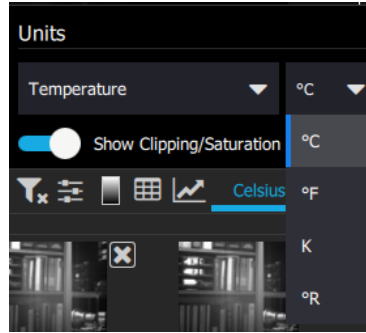 Units
Temperature °C
Show Clipping/Saturation °C
Celsius °F
K
°R